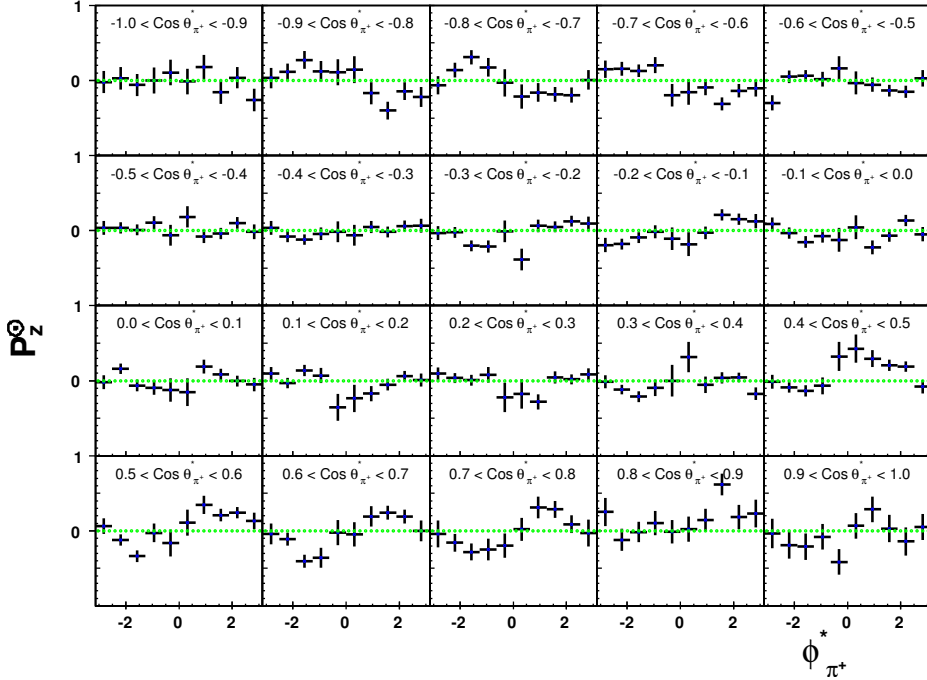 1
-1.0 < Cos θ*π+ < -0.9
-0.9 < Cos θ*π+ < -0.8
-0.8 < Cos θ*π+ < -0.7
-0.7 < Cos θ*π+ < -0.6
-0.6 < Cos θ*π+ < -0.5
0
1
-0.5 < Cos θ*π+ < -0.4
-0.4 < Cos θ*π+ < -0.3
-0.3 < Cos θ*π+ < -0.2
-0.2 < Cos θ*π+ < -0.1
-0.1 < Cos θ*π+ < 0.0
0
1
0.0 < Cos θ*π+ < 0.1
0.1 < Cos θ*π+ < 0.2
0.2 < Cos θ*π+ < 0.3
0.3 < Cos θ*π+ < 0.4
0.4 < Cos θ*π+ < 0.5
0
1
0.5 < Cos θ*π+ < 0.6
0.6 < Cos θ*π+ < 0.7
0.7 < Cos θ*π+ < 0.8
0.8 < Cos θ*π+ < 0.9
0.9 < Cos θ*π+ < 1.0
0
P⊙z
-2 0 2 -2 0 2 -2 0 2 -2 0 2 -2 0 2
ϕ*π+